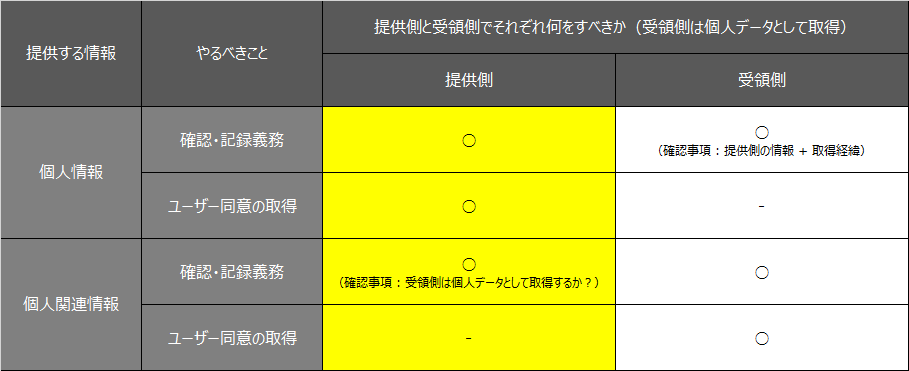 提供する情報
やるべきこと
提供側と受領側でそれぞれ何をすべきか（受領側は個人データとして取得）
提供側
受領側
個人情報
確認・記録義務
○
○
（確認事項：提供側の情報 + 取得経緯）
ユーザー同意の取得
○
-
個人関連情報
確認・記録義務
○
（確認事項：受領側は個人データとして取得するか？）
○
ユーザー同意の取得
-
○